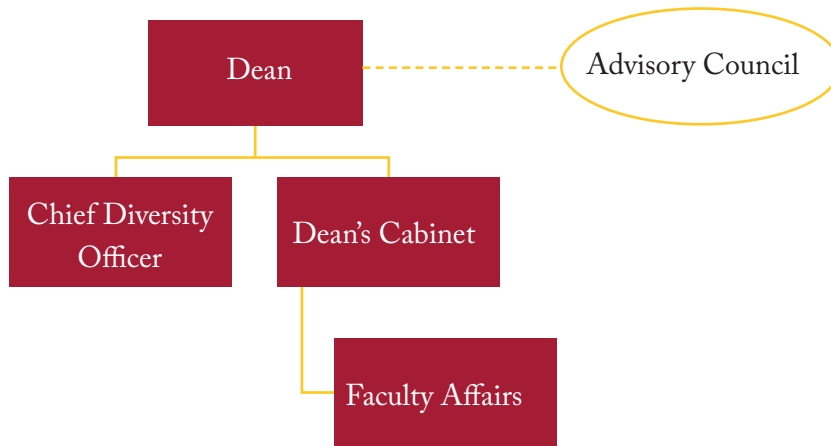 Dean
Advisory Council
Chief Diversity
Officer
Dean’s Cabinet
Faculty Affairs